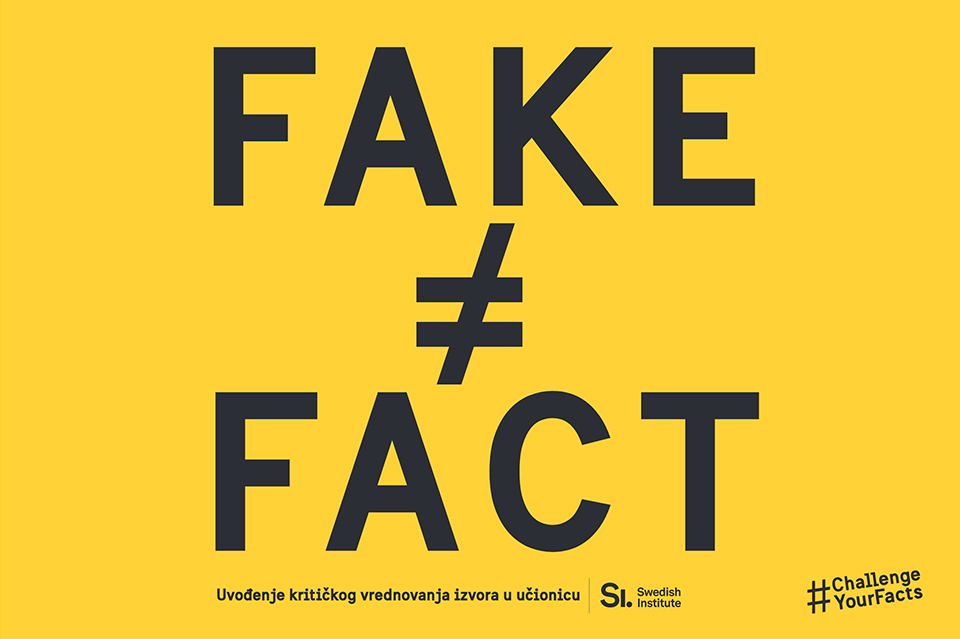 FAKE
≠
FACT
Uvođenje kritičkog vrednovanja izvora u učionicu
SI.
Swedish
Institute
#Challenge
YourFacts